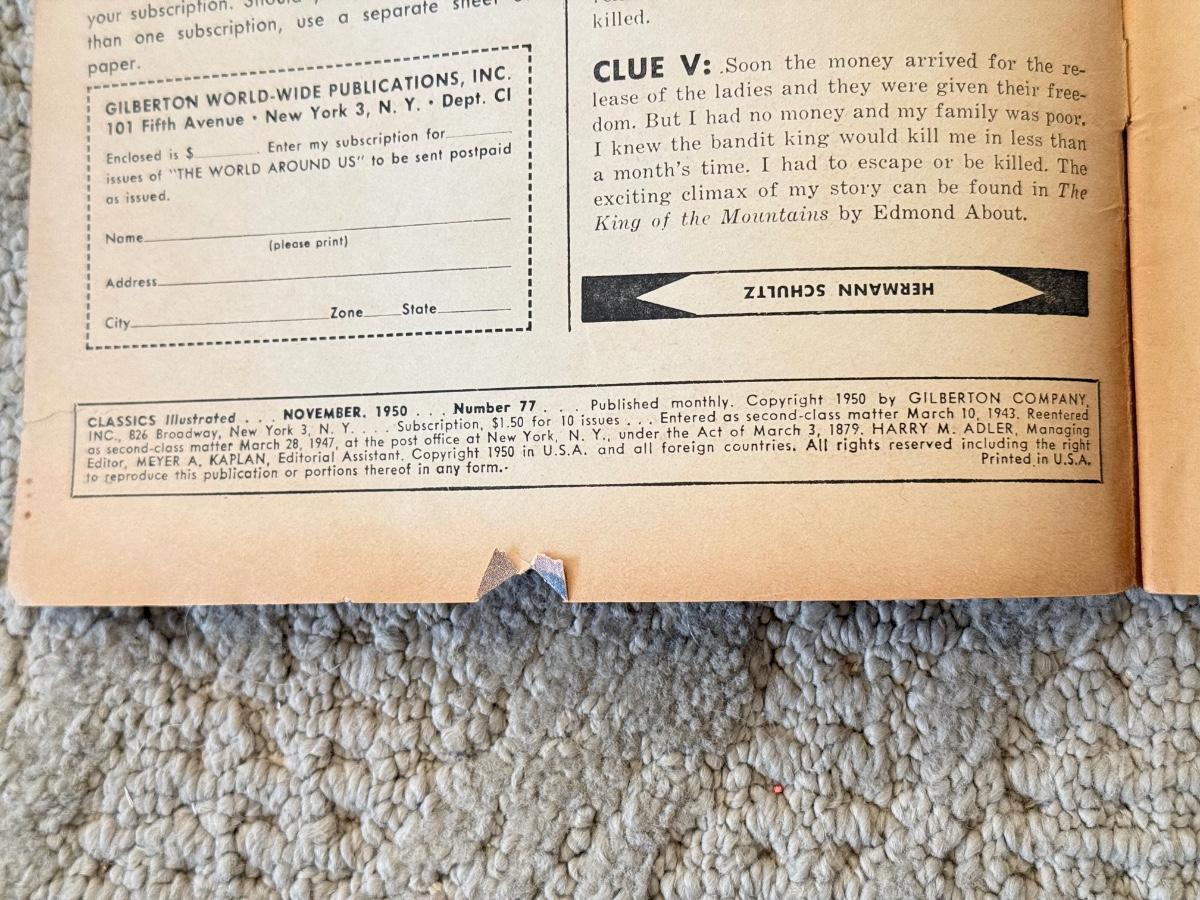 your subscription.
than one subscription, use a separate sheet
paper.
GILBERTON WORLD-WIDE PUBLICATIONS, INC.
101 Fifth Avenue • New York 3, N. Y. • Dept. CI
Enclosed is $________. Enter my subscription for________
issues of "THE WORLD AROUND US" to be sent postpaid
as issued.
Name________
(please print)
Address________
City________Zone____State________
killed.
CLUE V: Soon the money arrived for the re-
lease of the ladies and they were given their free-
dom. But I had no money and my family was poor.
I knew the bandit king would kill me in less than
a month's time. I had to escape or be killed. The
exciting climax of my story can be found in The
King of the Mountains by Edmond About.
HERMANN SCHULTZ
CLASSICS Illustrated . . . NOVEMBER, 1950 . . . Number 77 . . . Published monthly. Copyright 1950 by GILBERTON COMPANY,
INC., 826 Broadway, New York 3, N. Y. . . . Subscription, $1.50 for 10 issues . . . Entered as second-class matter March 10, 1943. Reentered
as second-class matter March 28, 1947, at the post office at New York, N. Y., under the Act of March 3, 1879. HARRY M. ADLER, Managing
Editor, MEYER A. KAPLAN, Editorial Assistant. Copyright 1950 in U.S.A. and all foreign countries. All rights reserved including the right
to reproduce this publication or portions thereof in any form. Printed in U.S.A.